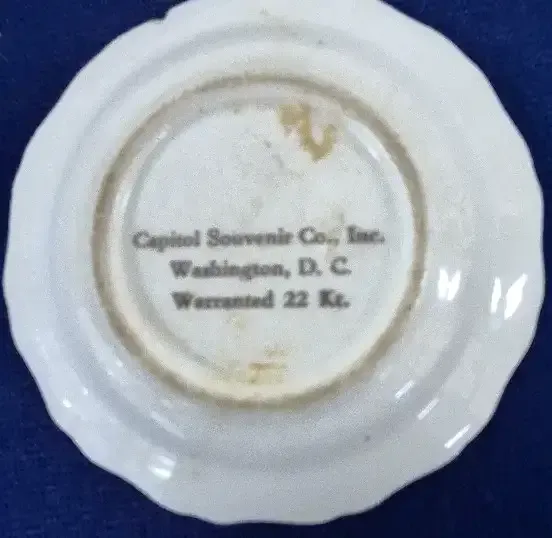 Capitol Souvenir Co., Inc.
Washington, D. C.
Warranted 22 Kt.